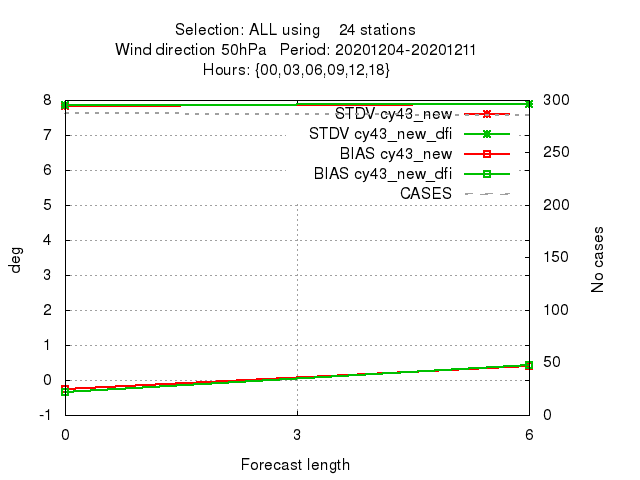 Selection: ALL using 24 stations
Wind direction 50hPa Period: 20201204-20201211
Hours: {00,03,06,09,12,18}
8
7
6
5
4
3
2
1
0
-1
300
250
200
150
100
50
0
STDV cy43_new
STDV cy43_new_dfi
BIAS cy43_new
BIAS cy43_new_dfi
CASES
deg
No cases
0 3 6
Forecast length